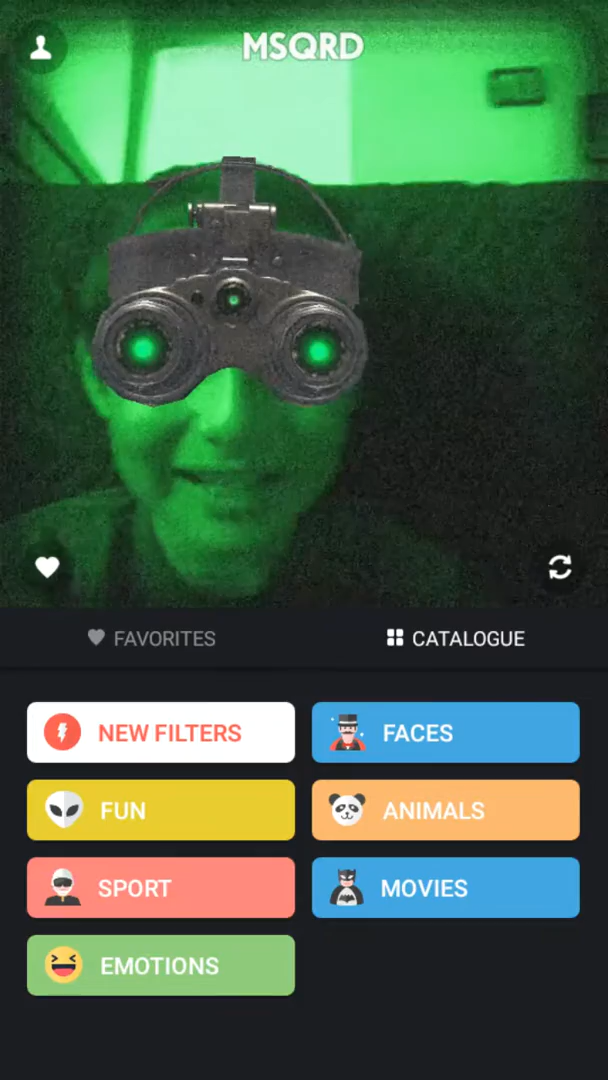 MSQRD
FAVORITES
CATALOGUE
NEW FILTERS
FACES
FUN
ANIMALS
SPORT
MOVIES
EMOTIONS